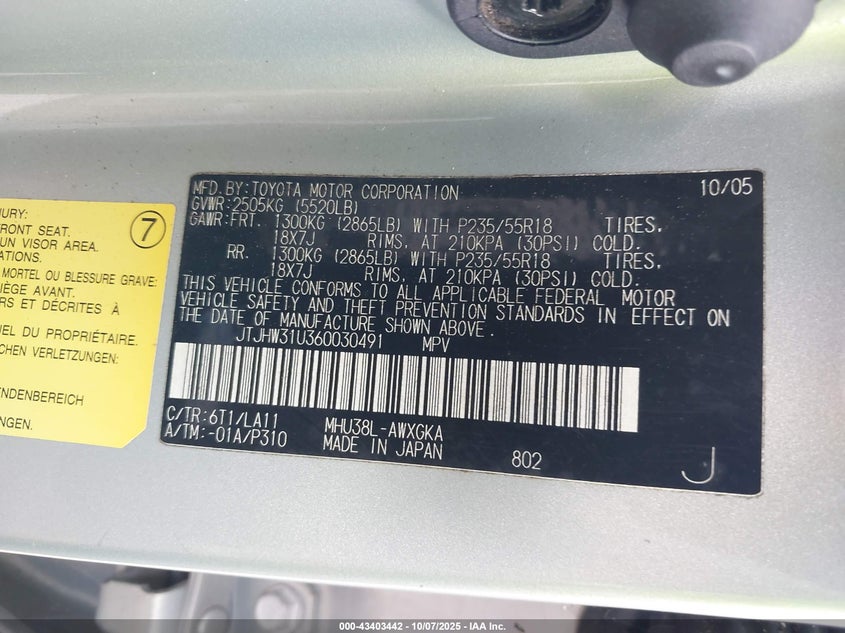 JURY:
FRONT SEAT.
UN VISOR AREA.
MORTEL OU BLESSURE GRAVE:
SIÈGE AVANT.
ERS ET DÉCRITES À
NEL DU PROPRIÉTAIRE.
CHEN VERLETZUNGEN:
NDENBEREICH
EN.
7
MFD. BY: TOYOTA MOTOR CORPORATION 10/05
GVWR: 2505KG (5520LB)
GAWR: FRT 1300KG (2865LB) WITH P235/55R18 TIRES,
18X7J RIMS, AT 210KPA (30PSI) COLD.
RR. 1300KG (2865LB) WITH P235/55R18 TIRES,
18X7J RIMS, AT 210KPA (30PSI) COLD.
THIS VEHICLE CONFORMS TO ALL APPLICABLE FEDERAL MOTOR
VEHICLE SAFETY AND THEFT PREVENTION STANDARDS IN EFFECT ON
THE DATE OF MANUFACTURE SHOWN ABOVE.
JTJHW31U360030491 MPV
C/TR: 6T1/LA11 MHU38L-AWXGKA
A/TM: -01A/P310 MADE IN JAPAN 802 J
000-43403442 - 10/07/2025 - IAA Inc.